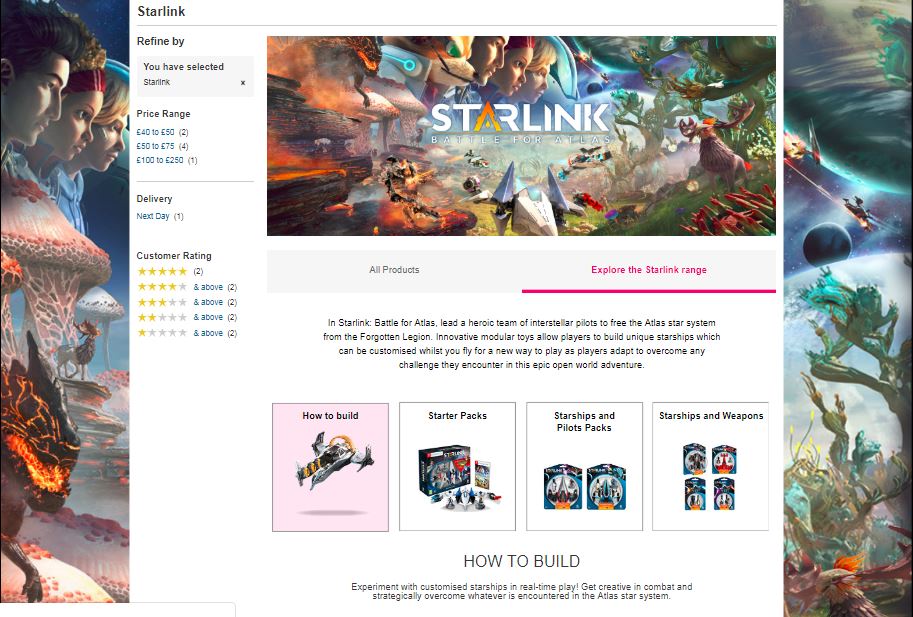 Starlink
Refine by
You have selected
Starlink x
Price Range
£40 to £50 (2)
£50 to £75 (4)
£100 to £250 (1)
Delivery
Next Day (1)
Customer Rating
(2)
& above (2)
& above (2)
& above (2)
& above (2)
STARLINK
BATTLE FOR ATLAS
All Products
Explore the Starlink range
In Starlink: Battle for Atlas, lead a heroic team of interstellar pilots to free the Atlas star system
from the Forgotten Legion. Innovative modular toys allow players to build unique starships which
can be customised whilst you fly for a new way to play as players adapt to overcome any
challenge they encounter in this epic open world adventure.
How to build
Starter Packs
STARLINK
Starships and
Pilots Packs
STARLINK
STARLINK
Starships and Weapons
HOW TO BUILD
Experiment with customised starships in real-time play! Get creative in combat and
strategically overcome whatever is encountered in the Atlas star system.